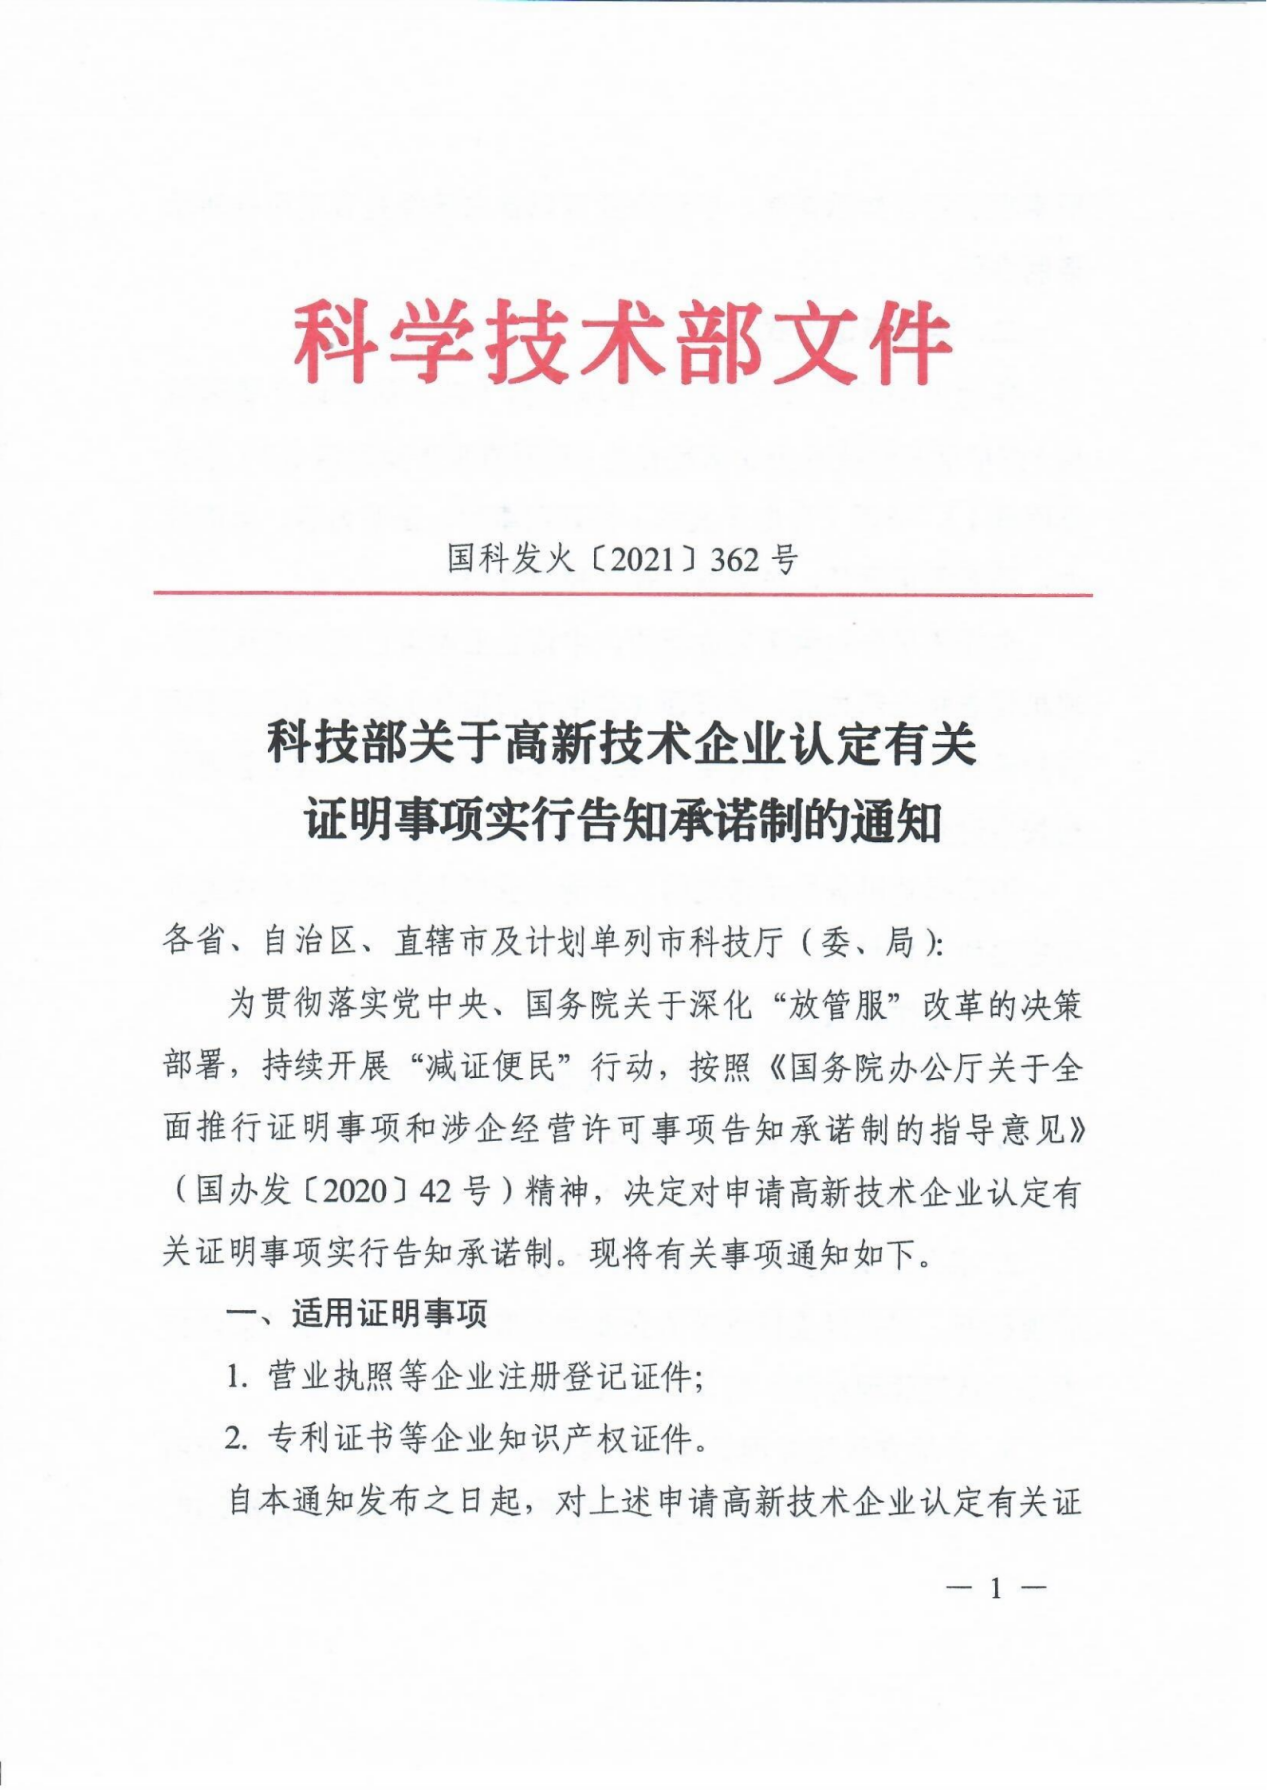 科学技术部文件
国科发火〔2021〕362 号
科技部关于高新技术企业认定有关
证明事项实行告知承诺制的通知
各省、自治区、直辖市及计划单列市科技厅（委、局）：
为贯彻落实党中央、国务院关于深化“放管服”改革的决策
部署，持续开展“减证便民”行动，按照《国务院办公厅关于全
面推行证明事项和涉企经营许可事项告知承诺制的指导意见》
（国办发〔2020〕42 号）精神，决定对申请高新技术企业认定有
关证明事项实行告知承诺制。现将有关事项通知如下。
一、适用证明事项
1. 营业执照等企业注册登记证件；
2. 专利证书等企业知识产权证件。
自本通知发布之日起，对上述申请高新技术企业认定有关证
— 1 —